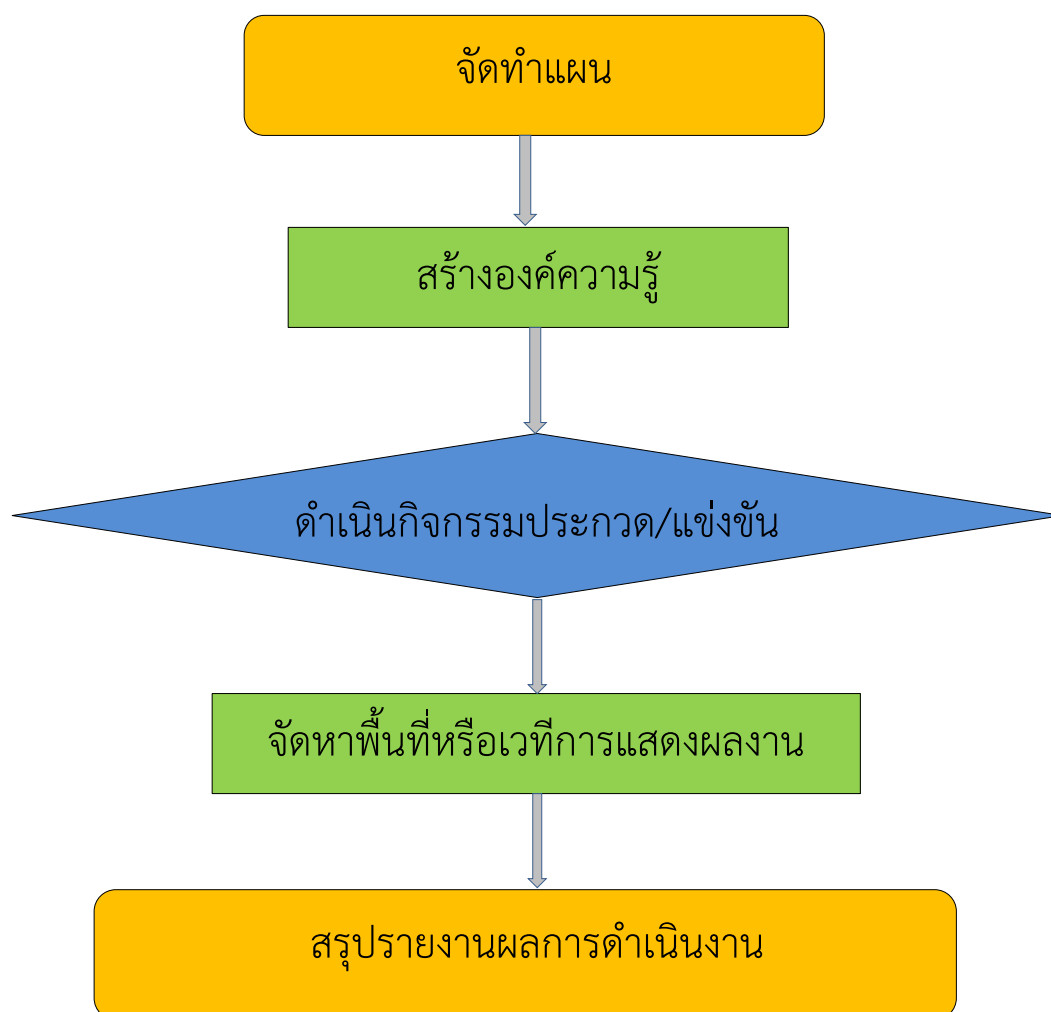 จัดทำแผน
สร้างองค์ความรู้
ดำเนินกิจกรรมประกวด/แข่งขัน
จัดหาพื้นที่หรือเวทีการแสดงผลงาน
สรุปรายงานผลการดำเนินงาน